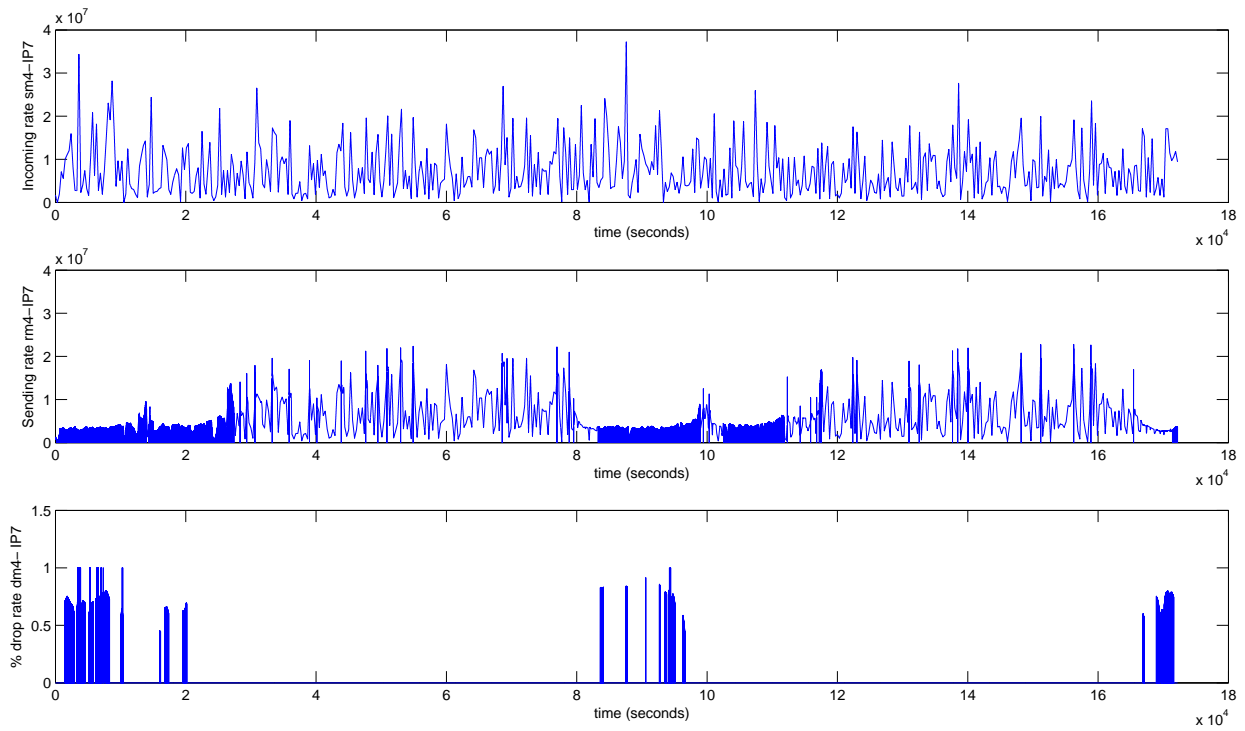 x 10^7
4
3
2
1
0
Incoming rate sm4-IP7
0 2 4 6 8 10 12 14 16 18
time (seconds)
x 10^4
x 10^7
4
3
2
1
0
Sending rate rm4-IP7
0 2 4 6 8 10 12 14 16 18
time (seconds)
x 10^4
1.5
1
0.5
0
% drop rate dm4- IP7
0 2 4 6 8 10 12 14 16 18
time (seconds)
x 10^4